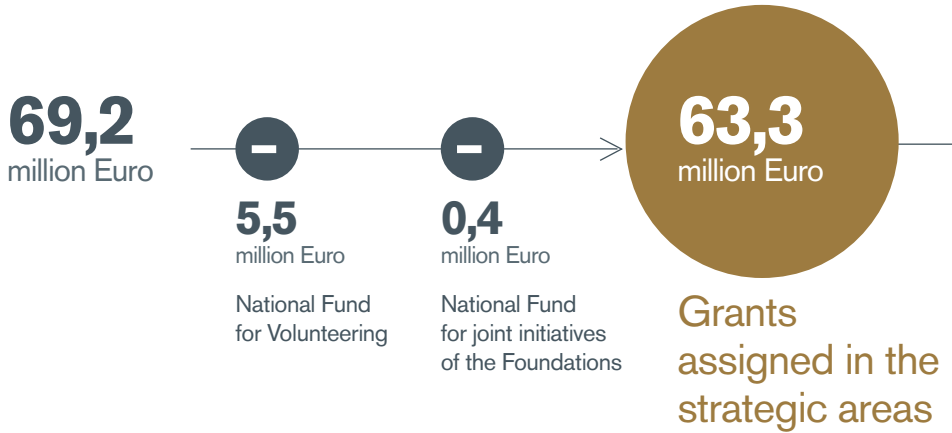 69,2
million Euro
5,5
million Euro
National Fund
for Volunteering
0,4
million Euro
National Fund
for joint initiatives
of the Foundations
63,3
million Euro
Grants
assigned in the
strategic areas